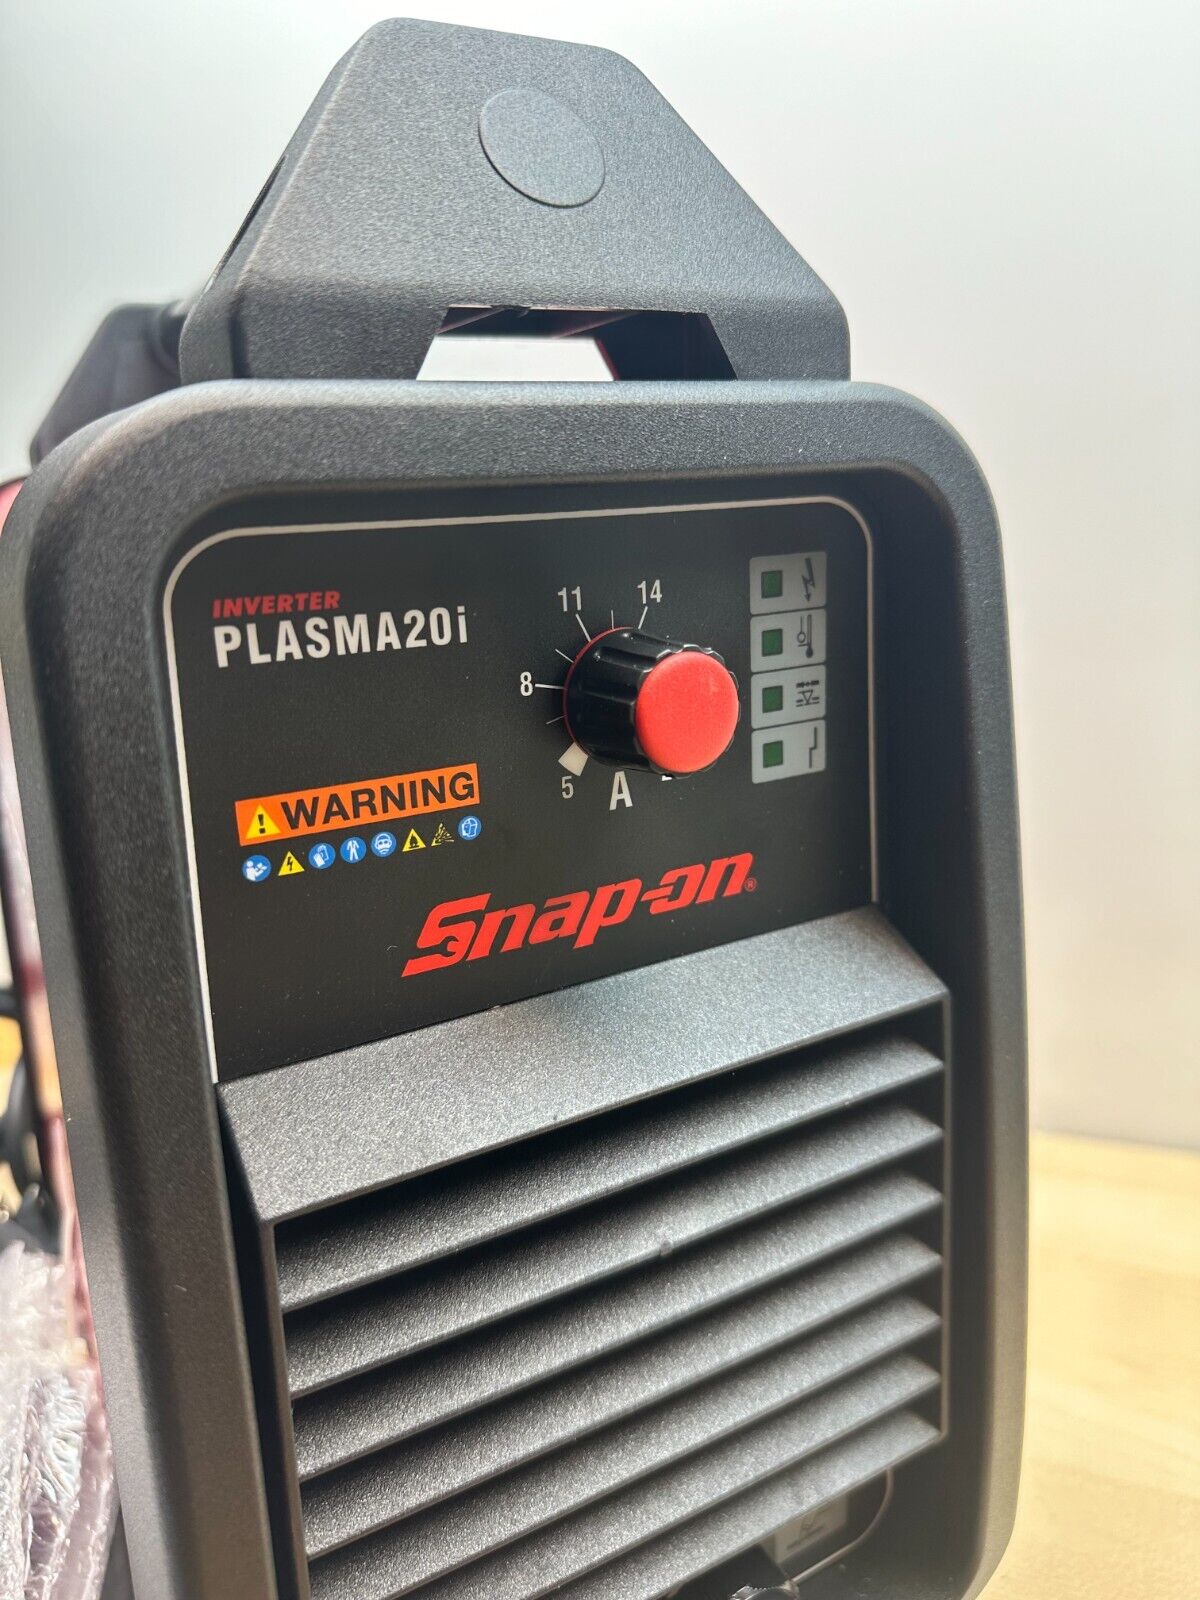 INVERTER
PLASMA20i
11
14
8
5
A
WARNING
Snap-on®